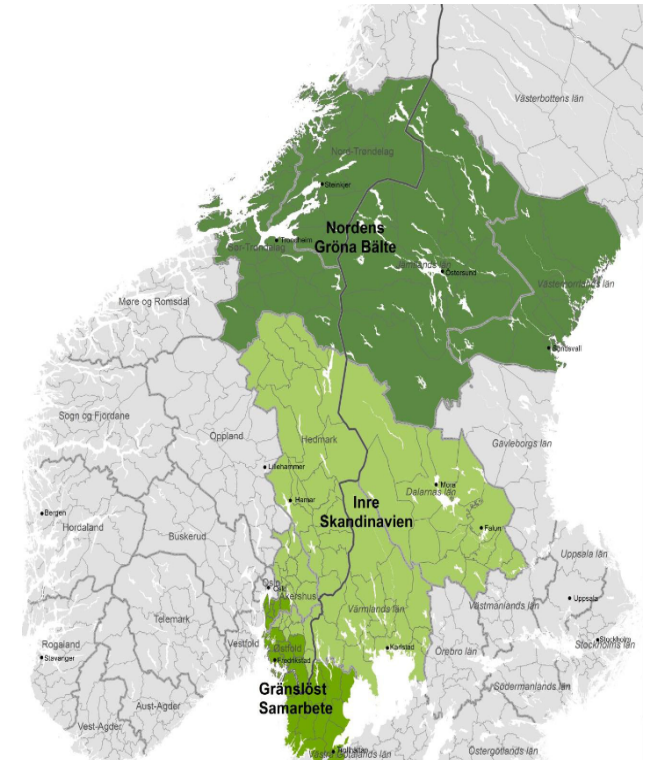 Västerbottens län
Nord-Trøndelag
Steinkjer
Nordens
Gröna Bälte
Trondheim
Sør-Trøndelag
Jämtlands län
Östersund
Västernorrlands län
Møre og Romsdal
Sundsvall
Sogn og Fjordane
Oppland
Hedmark
Gävleborgs län
Lillehammer
Hamar
Mora
Dalarnas län
Inre
Skandinavien
Falun
Bergen
Hordaland
Buskerud
Uppsala län
Oslo
Akershus
Uppsala
Värmlands län
Västmanlands län
Telemark
Vestfold
Østfold
Stockholm
Stockholms län
Rogaland
Stavanger
Fredrikstad
Karlstad
Örebro län
Gränslöst
Samarbete
Södermanlands län
Aust-Agder
Vest-Agder
Trollhättan
Västra Götalands län
Östergötlands län